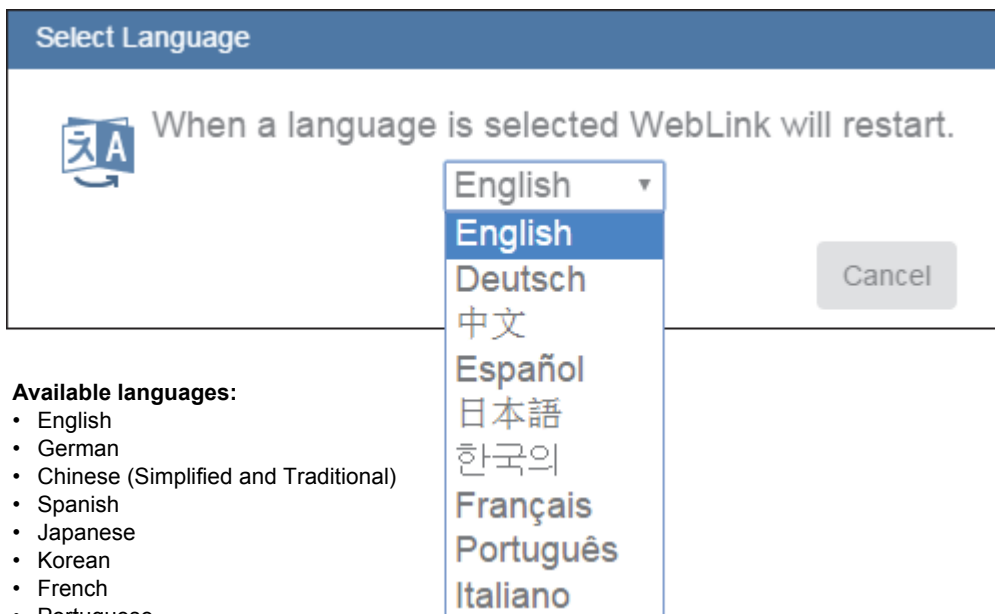 Select Language
When a language is selected WebLink will restart.
English
English
Deutsch
中文
Español
日本語
한국의
Français
Português
Italiano
Cancel
Available languages:
• English
• German
• Chinese (Simplified and Traditional)
• Spanish
• Japanese
• Korean
• French
• Portuguese